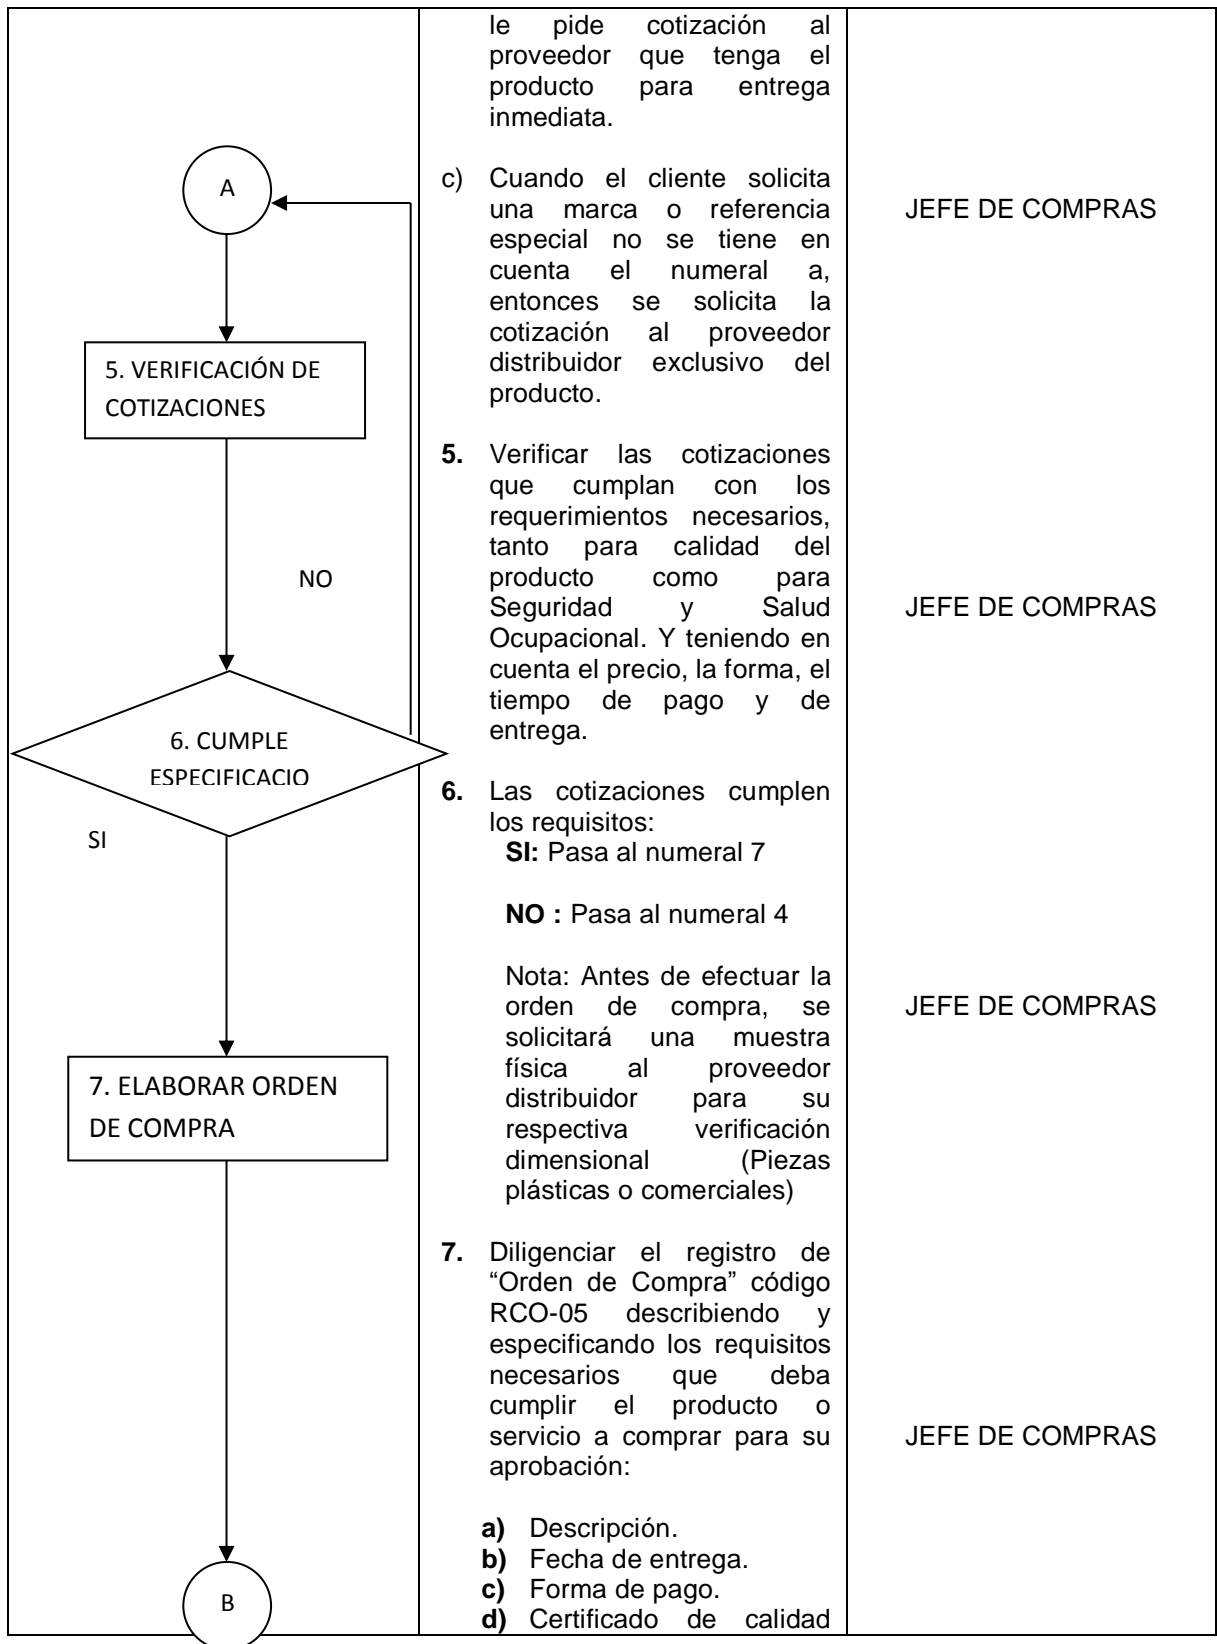 A
5. VERIFICACIÓN DE
COTIZACIONES
NO
6. CUMPLE
ESPECIFICACIO
SI
7. ELABORAR ORDEN
DE COMPRA
B
le pide cotización al
proveedor que tenga el
producto para entrega
inmediata.
c) Cuando el cliente solicita
una marca o referencia
especial no se tiene en
cuenta el numeral a,
entonces se solicita la
cotización al proveedor
distribuidor exclusivo del
producto.
5. Verificar las cotizaciones
que cumplan con los
requerimientos necesarios,
tanto para calidad del
producto como para
Seguridad y Salud
Ocupacional. Y teniendo en
cuenta el precio, la forma, el
tiempo de pago y de
entrega.
6. Las cotizaciones cumplen
los requisitos:
SI: Pasa al numeral 7
NO : Pasa al numeral 4
Nota: Antes de efectuar la
orden de compra, se
solicitará una muestra
física al proveedor
distribuidor para su
respectiva verificación
dimensional (Piezas
plásticas o comerciales)
7. Diligenciar el registro de
“Orden de Compra” código
RCO-05 describiendo y
especificando los requisitos
necesarios que deba
cumplir el producto o
servicio a comprar para su
aprobación:
a) Descripción.
b) Fecha de entrega.
c) Forma de pago.
d) Certificado de calidad
JEFE DE COMPRAS
JEFE DE COMPRAS
JEFE DE COMPRAS
JEFE DE COMPRAS